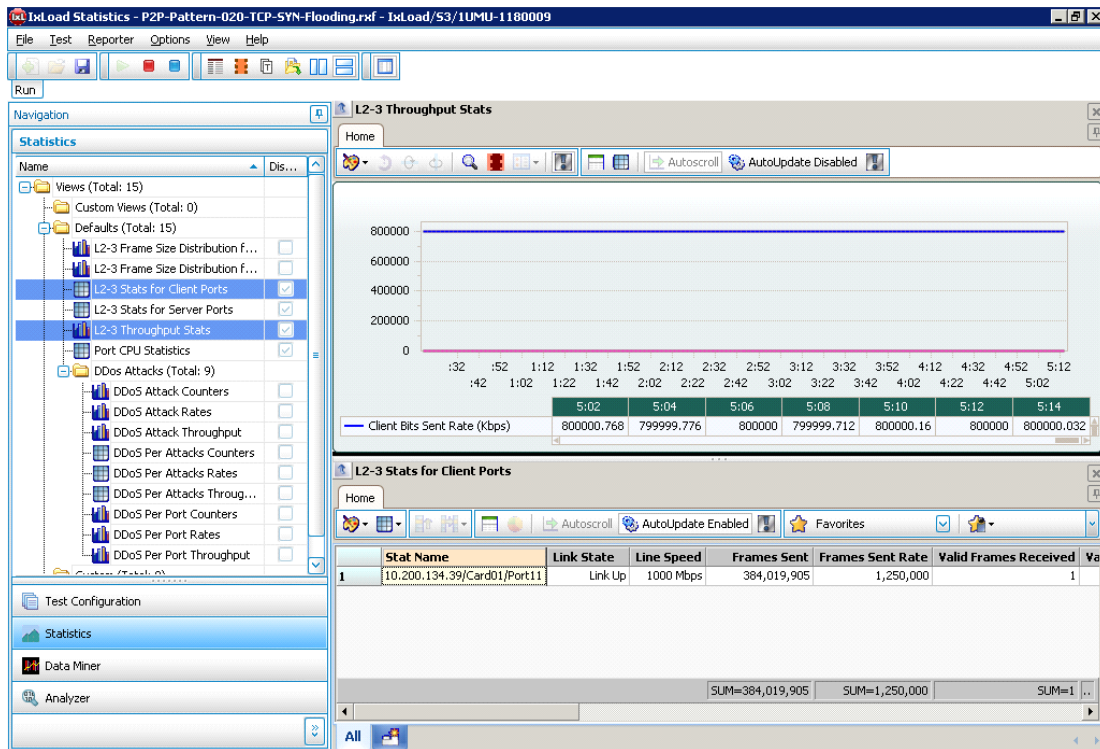 IxLoad Statistics - P2P-Pattern-020-TCP-SYN-Flooding.rxf - IxLoad/S3/1UMU-1180009
File Test Reporter Options View Help
Run
Navigation
Statistics
Name Dis...
Views (Total: 15)
Custom Views (Total: 0)
Defaults (Total: 15)
L2-3 Frame Size Distribution f...
L2-3 Frame Size Distribution f...
L2-3 Stats for Client Ports
L2-3 Stats for Server Ports
L2-3 Throughput Stats
Port CPU Statistics
DDos Attacks (Total: 9)
DDoS Attack Counters
DDoS Attack Rates
DDoS Attack Throughput
DDoS Per Attacks Counters
DDoS Per Attacks Rates
DDoS Per Attacks Throug...
DDoS Per Port Counters
DDoS Per Port Rates
DDoS Per Port Throughput
Custom (Total: 0)
Test Configuration
Statistics
Data Miner
Analyzer
L2-3 Throughput Stats
Home
Autoscroll AutoUpdate Disabled
800000
600000
400000
200000
0
:32 :52 1:12 1:32 1:52 2:12 2:32 2:52 3:12 3:32 3:52 4:12 4:32 4:52 5:12
:42 1:02 1:22 1:42 2:02 2:22 2:42 3:02 3:22 3:42 4:02 4:22 4:42 5:02
5:02 5:04 5:06 5:08 5:10 5:12 5:14
Client Bits Sent Rate (Kbps) 800000.768 799999.776 800000 799999.712 800000.16 800000 800000.032
L2-3 Stats for Client Ports
Home
Autoscroll AutoUpdate Enabled Favorites
Stat Name Link State Line Speed Frames Sent Frames Sent Rate Valid Frames Received Va
1 10.200.134.39/Card01/Port11 Link Up 1000 Mbps 384,019,905 1,250,000 1
SUM=384,019,905 SUM=1,250,000 SUM=1 ..
All